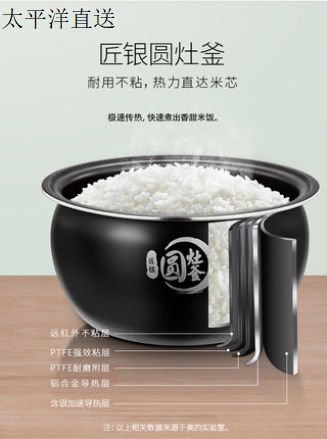 太平洋直送
匠银圆灶釜
耐用不粘，热力直达米芯
极速传热，快速煮出香甜米饭。
匠银
圆灶釜
远红外不粘层
PTFE强效粘层
PTFE耐磨附层
铝合金导热层
含银加速导热层
注：以上相关数据来源于美的实验室。